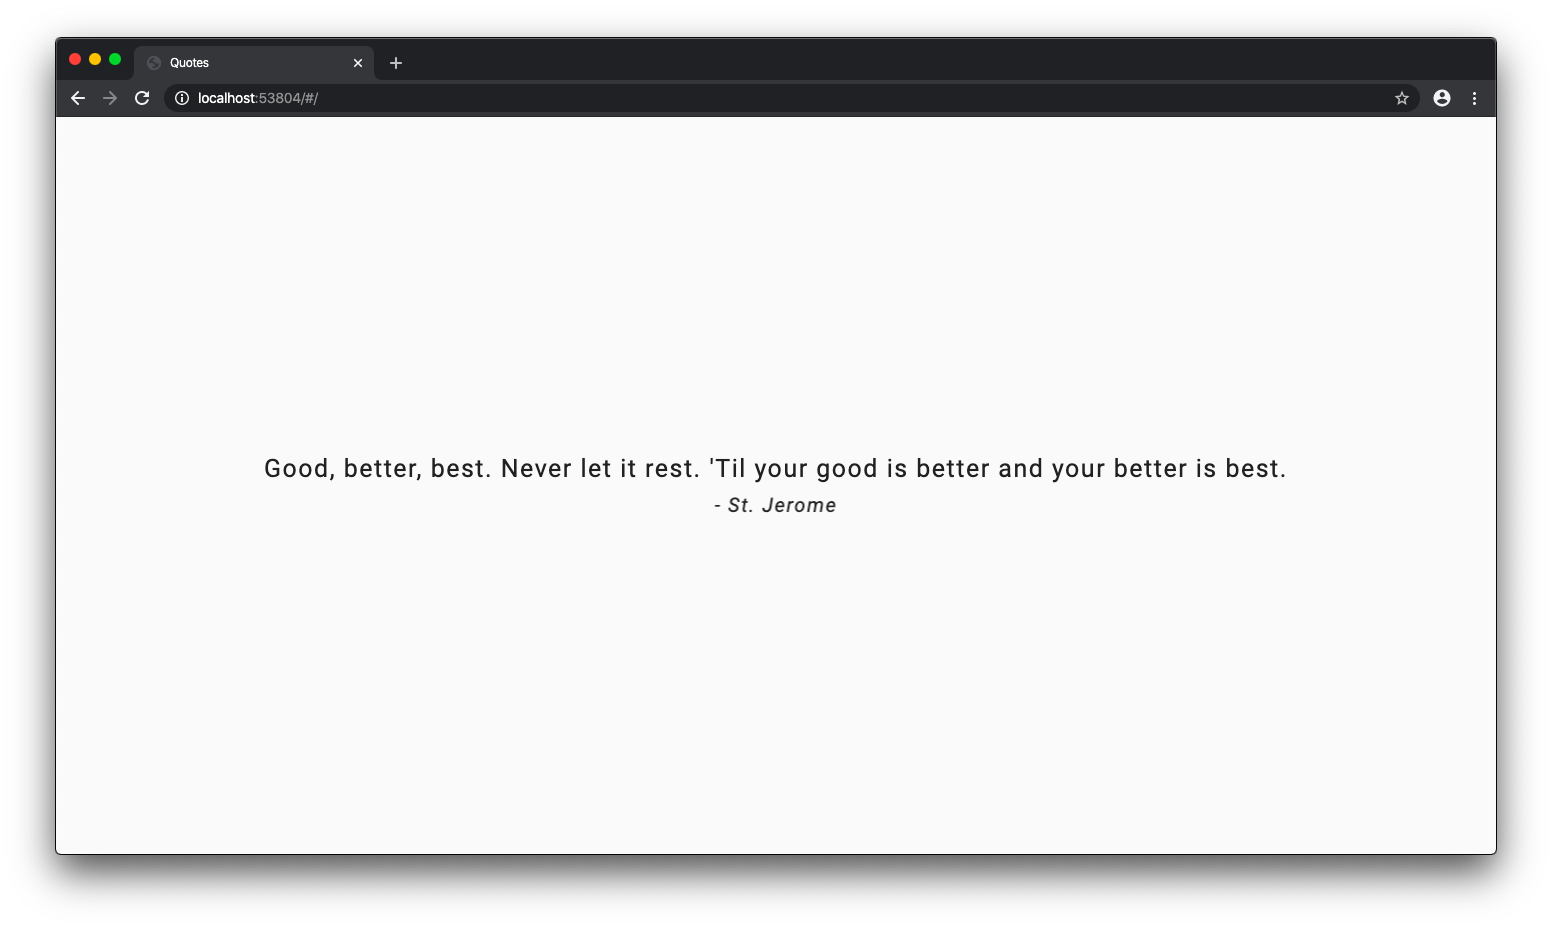 Quotes
localhost:53804/#/
Good, better, best. Never let it rest. 'Til your good is better and your better is best.
- St. Jerome